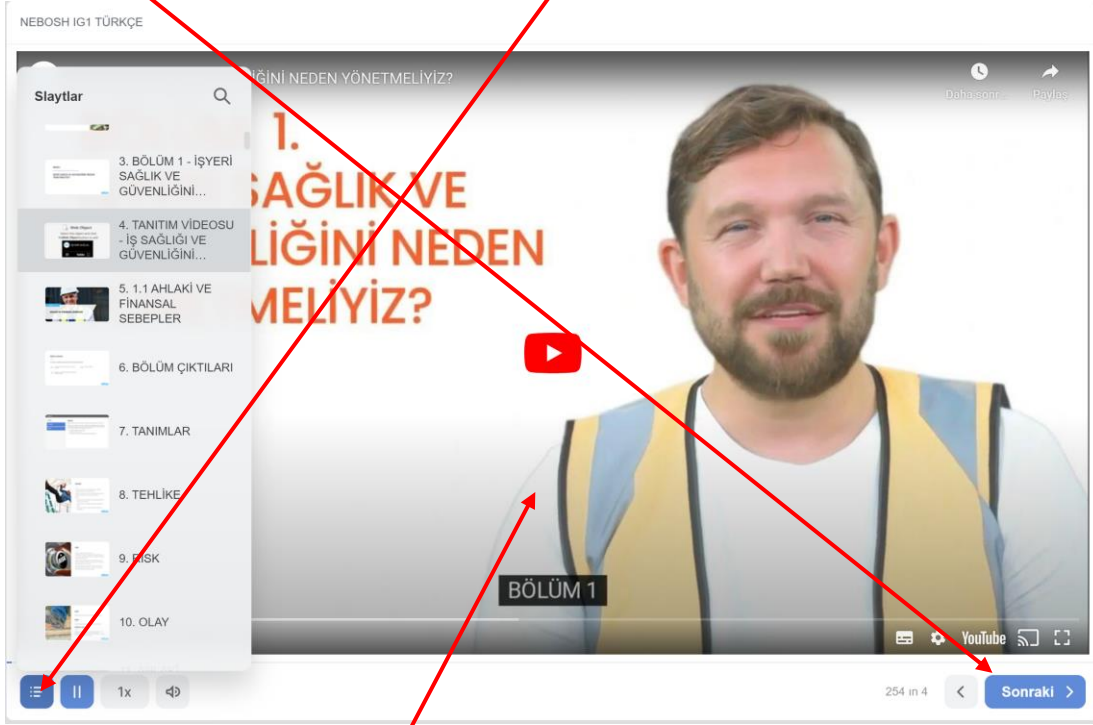 NEBOSH IG1 TÜRKÇE
İĞİNİ NEDEN YÖNETMELİYİZ?
Daha sonr...
Paylaş
Slaytlar
1.
SAĞLIK VE
LİĞİNİ NEDEN
MELİYİZ?
3. BÖLÜM 1 - İŞYERİ
SAĞLIK VE
GÜVENLİĞİNİ...
4. TANITIM VİDEOSU
- İŞ SAĞLIĞI VE
GÜVENLİĞİNİ...
5. 1.1 AHLAKİ VE
FİNANSAL
SEBEPLER
6. BÖLÜM ÇIKTILARI
7. TANIMLAR
8. TEHLİKE
9. RİSK
10. OLAY
BÖLÜM 1
YouTube
1x
254 ın 4
Sonraki